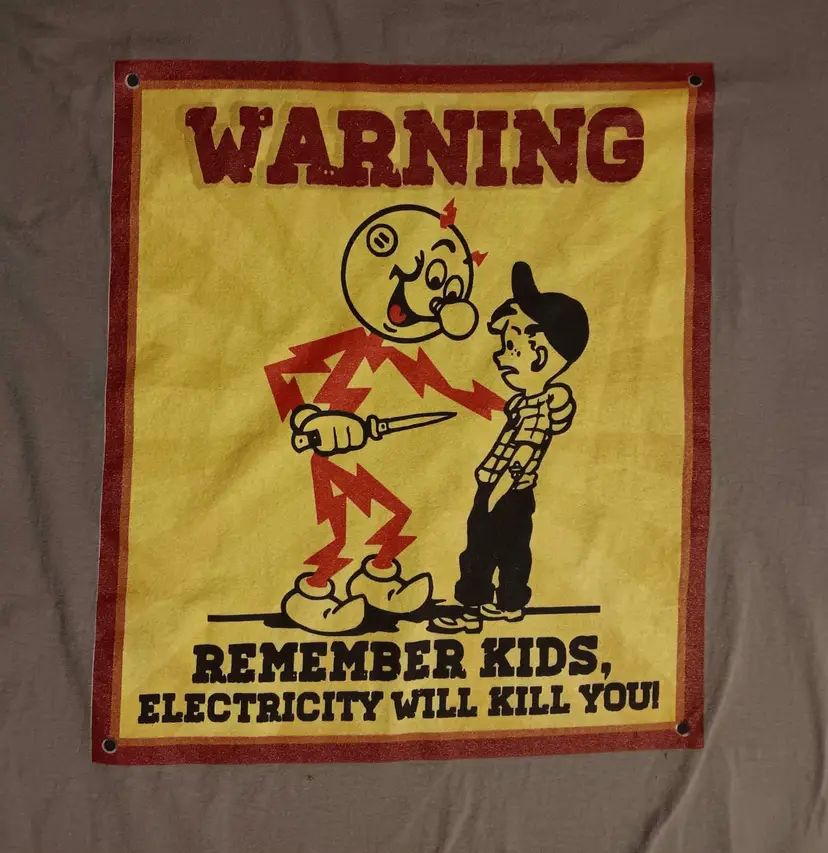 WARNING
REMEMBER KIDS,
ELECTRICITY WILL KILL YOU!